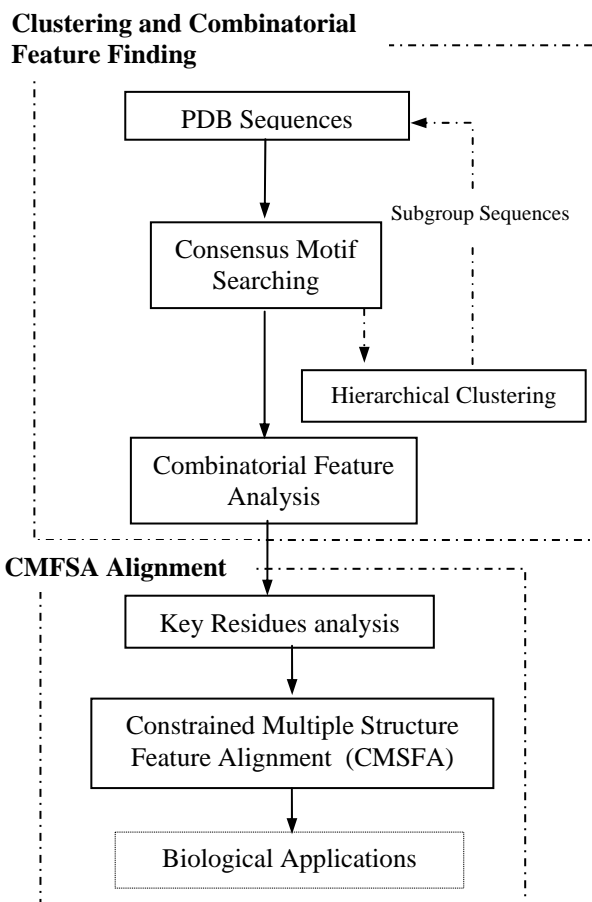 Clustering and Combinatorial
Feature Finding
PDB Sequences
Subgroup Sequences
Consensus Motif
Searching
Hierarchical Clustering
Combinatorial Feature
Analysis
CMFSA Alignment
Key Residues analysis
Constrained Multiple Structure
Feature Alignment (CMSFA)
Biological Applications